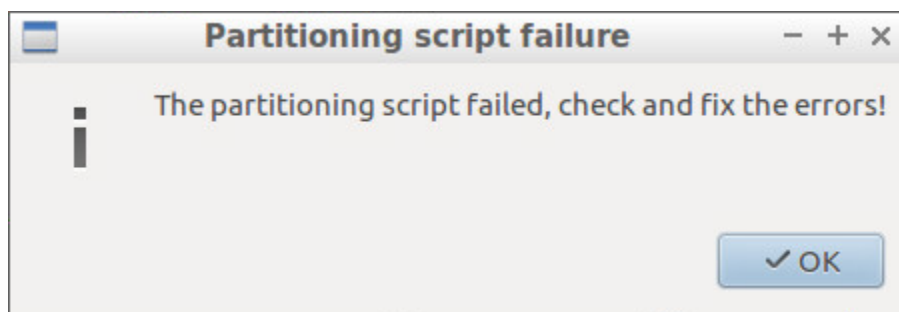 Partitioning script failure
The partitioning script failed, check and fix the errors!
OK